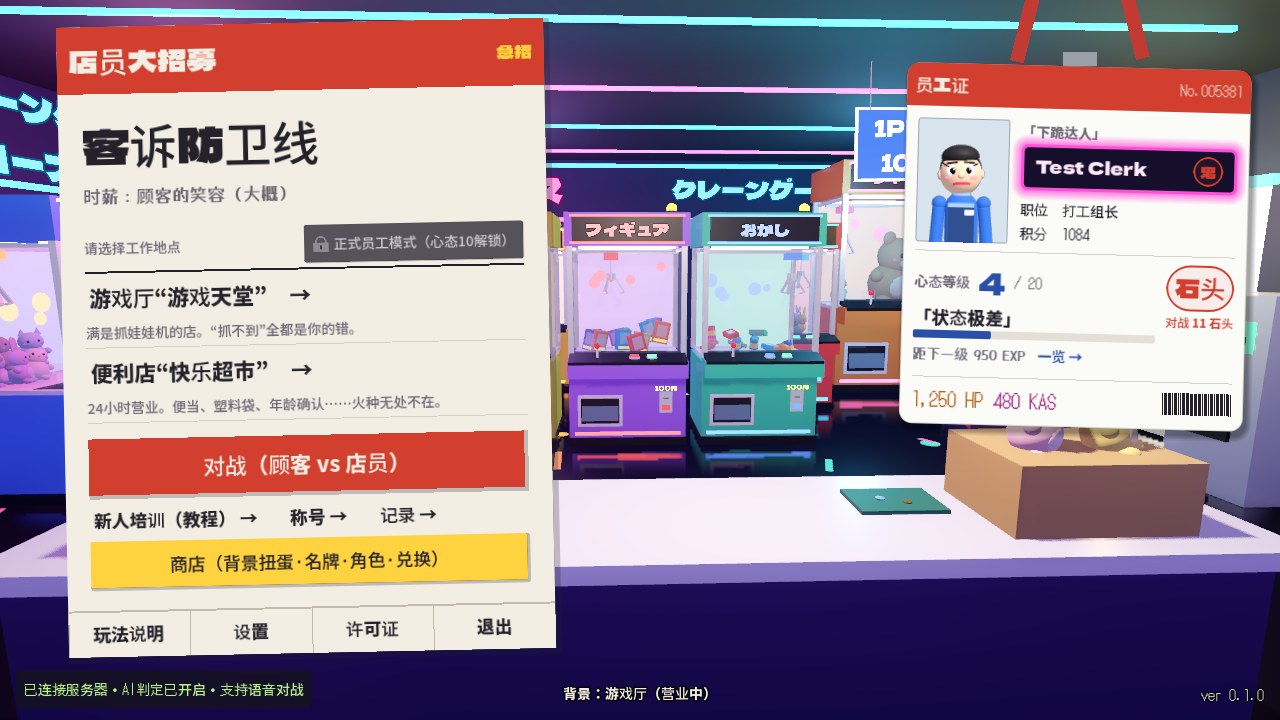 店员大招募
急招
客诉防卫线
时薪：顾客的笑容（大概）
请选择工作地点
正式员工模式（心态10解锁）
游戏厅“游戏天堂” →
满是抓娃娃机的店。“抓不到”全都是你的错。
便利店“快乐超市” →
24小时营业。便当、塑料袋、年龄确认……火种无处不在。
对战（顾客 vs 店员）
新人培训（教程）→ 称号→ 记录→
商店（背景扭蛋·名牌·角色·兑换）
玩法说明 设置 许可证 退出
已连接服务器·AI判定已开启·支持语音对战
背景：游戏厅（营业中）
ver 0.1.0
员工证
No.005381
「下跪达人」
Test Clerk
职位 打工组长
积分 1084
心态等级 4 / 20
「状态极差」
石头
对战 11 石头
距下一级 950 EXP 一览→
1,250 HP 480 KAS
クレーンゲー
フィギュア
おかし
1P
10
100円
100円